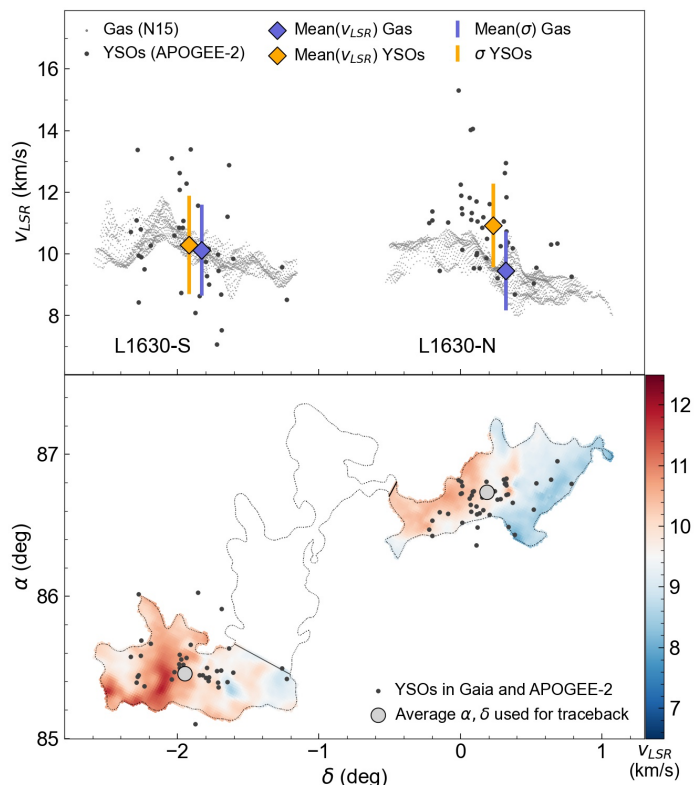 Gas (N15)
YSOs (APOGEE-2)
Mean(v_LSR) Gas
Mean(v_LSR) YSOs
Mean(σ) Gas
σ YSOs
16
14
12
10
8
v_LSR (km/s)
L1630-S
L1630-N
87
86
85
α (deg)
YSOs in Gaia and APOGEE-2
Average α, δ used for traceback
−2
−1
0
1
δ (deg)
12
11
10
9
8
7
v_LSR
(km/s)